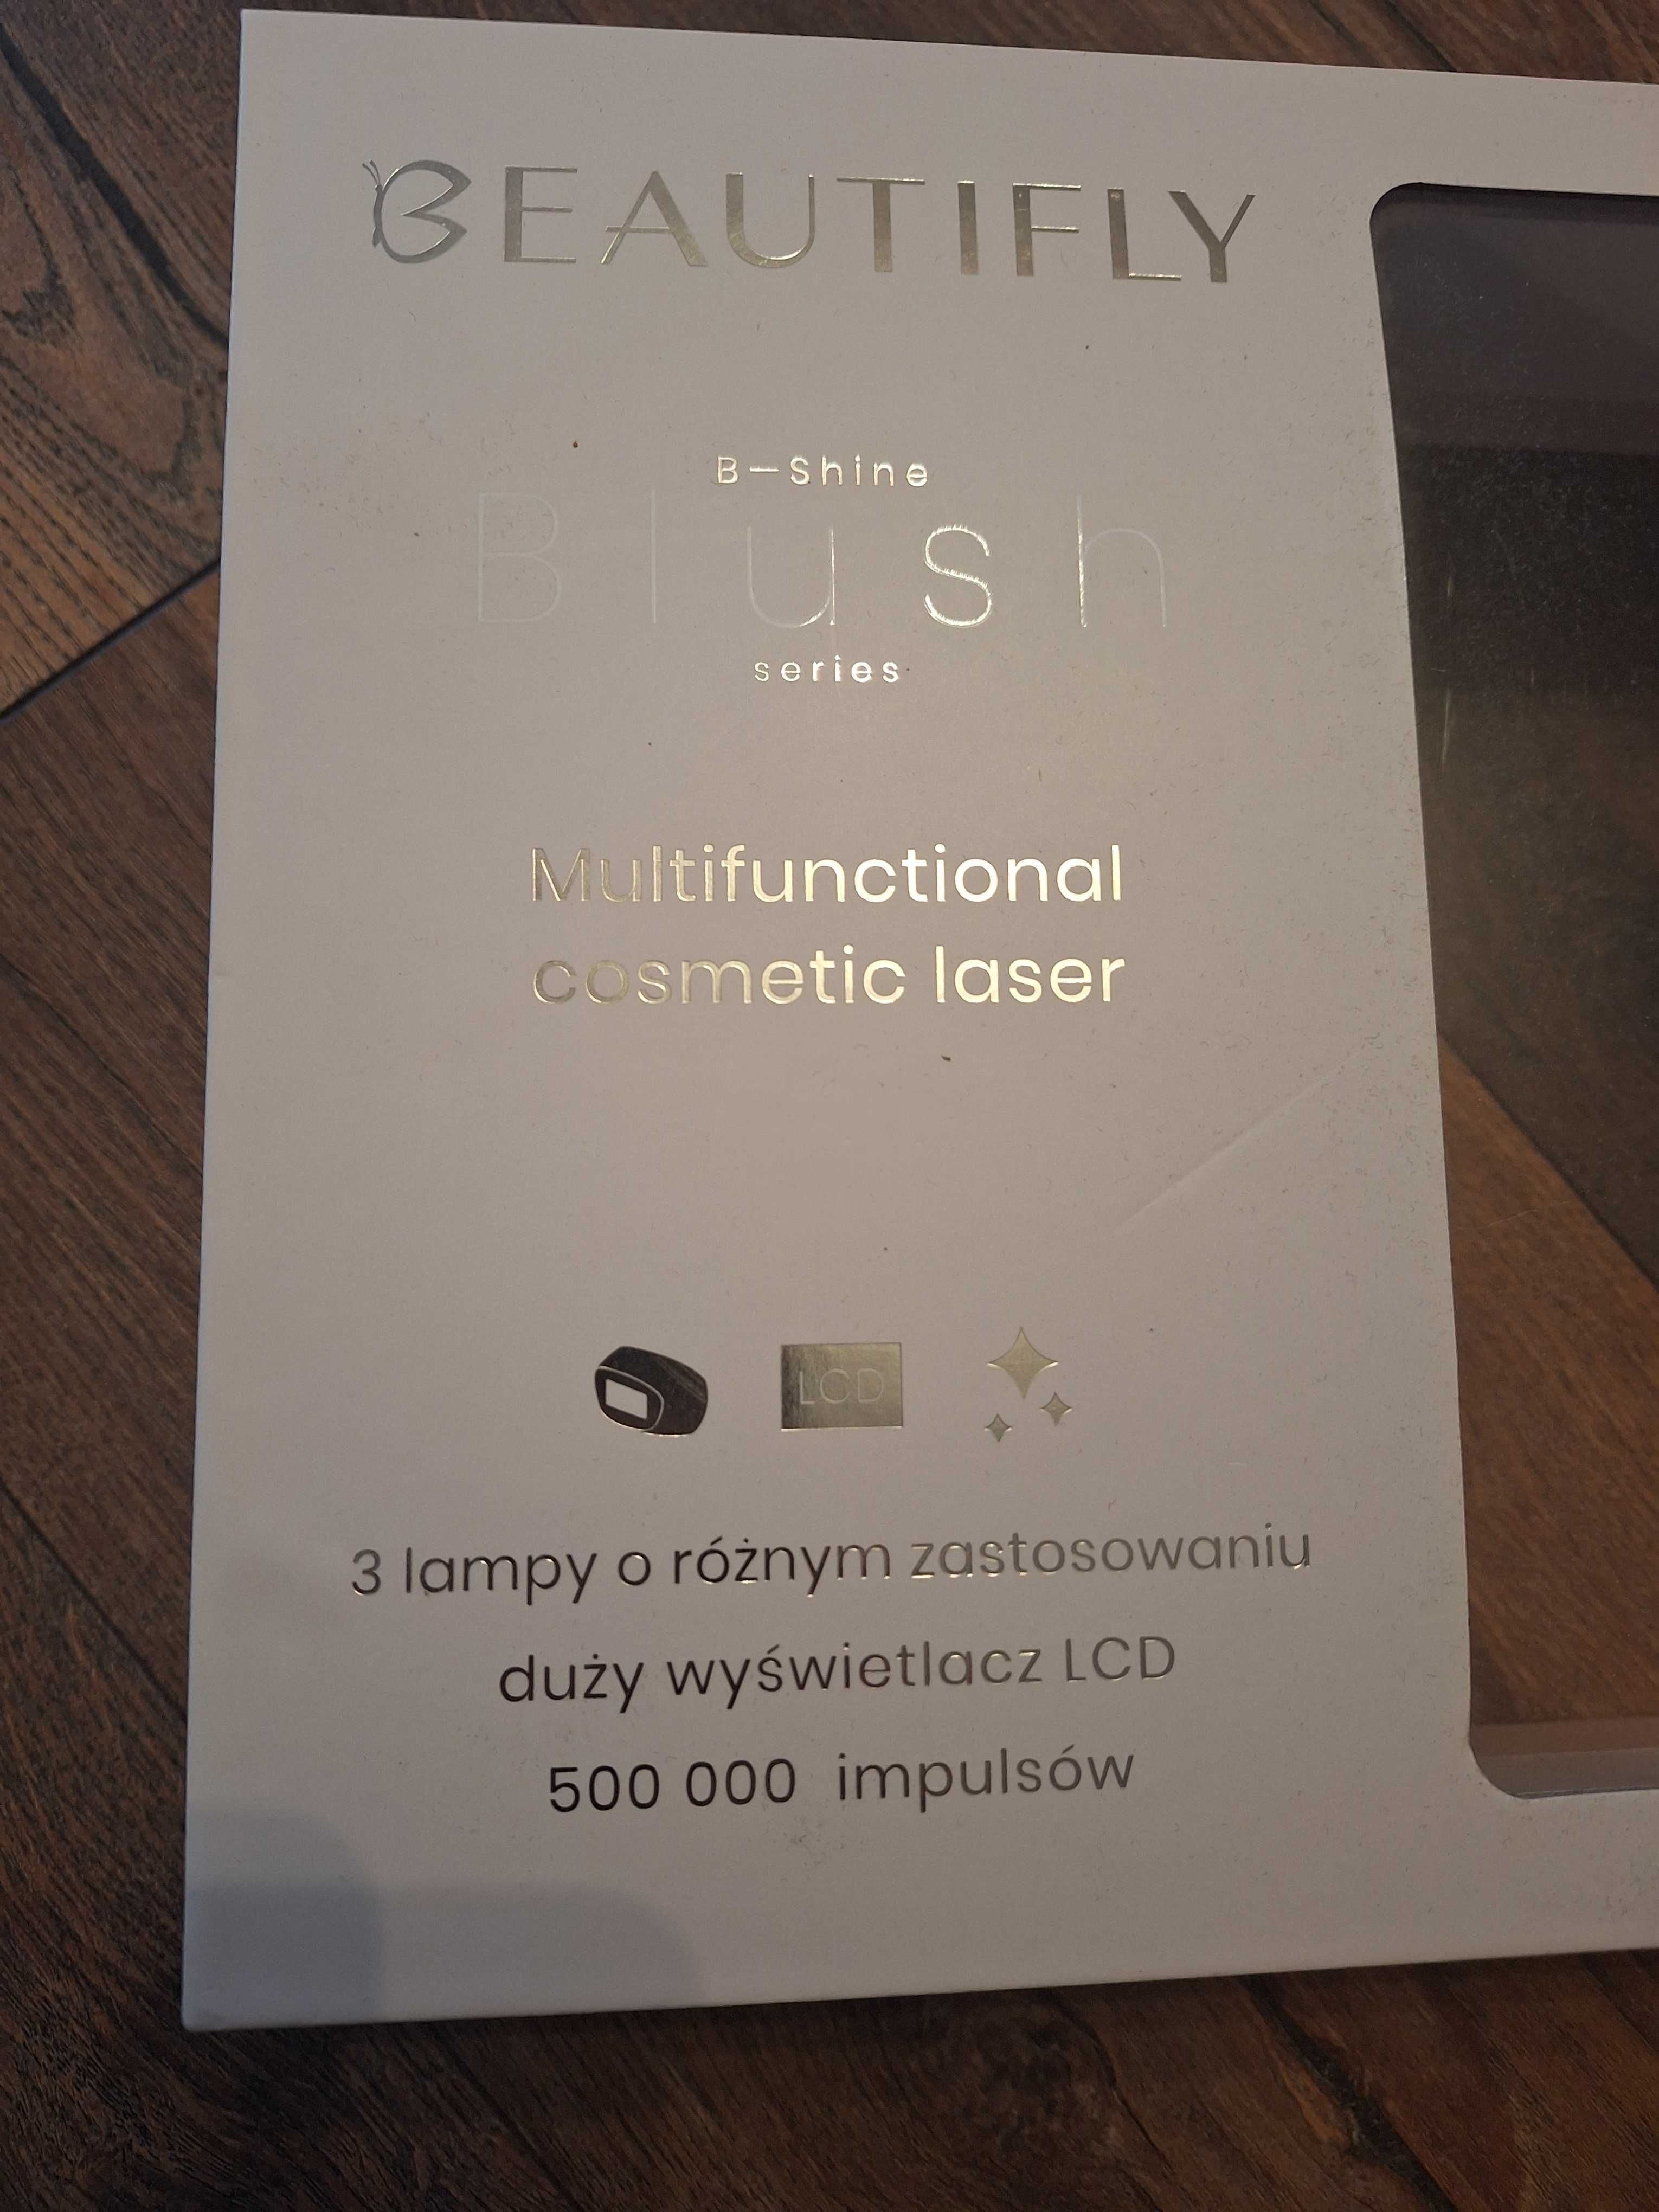 BEAUTIFLY
B—Shine
Blush
series
Multifunctional
cosmetic laser
LCD
3 lampy o różnym zastosowaniu
duży wyświetlacz LCD
500 000 impulsów